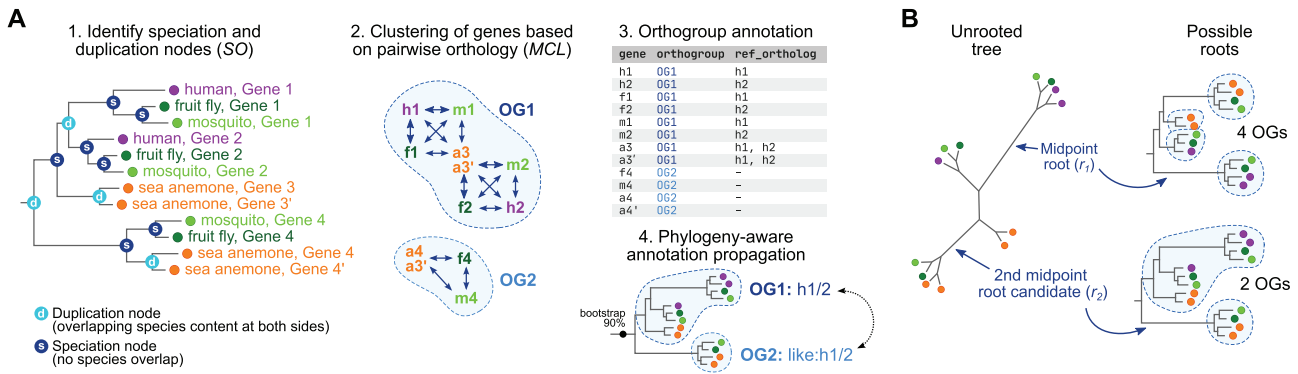 A
1. Identify speciation and
duplication nodes (SO)
human, Gene 1
fruit fly, Gene 1
mosquito, Gene 1
human, Gene 2
fruit fly, Gene 2
mosquito, Gene 2
sea anemone, Gene 3
sea anemone, Gene 3'
mosquito, Gene 4
fruit fly, Gene 4
sea anemone, Gene 4
sea anemone, Gene 4'
s
s
d
s
s
s
d
d
s
s
d
d Duplication node
(overlapping species content at both sides)
s Speciation node
(no species overlap)
2. Clustering of genes based
on pairwise orthology (MCL)
OG1
h1 m1
f1 a3
a3' m2
f2 h2
a4
a3' f4
m4
OG2
3. Orthogroup annotation
gene orthogroup ref_ortholog
h1 OG1 h1
h2 OG1 h2
f1 OG1 h1
f2 OG1 h2
m1 OG1 h1
m2 OG1 h2
a3 OG1 h1, h2
a3' OG1 h1, h2
f4 OG2 –
m4 OG2 –
a4 OG2 –
a4' OG2 –
4. Phylogeny-aware
annotation propagation
bootstrap
90%
OG1: h1/2
OG2: like:h1/2
B
Unrooted
tree
Possible
roots
Midpoint
root (r1)
4 OGs
2nd midpoint
root candidate (r2)
2 OGs